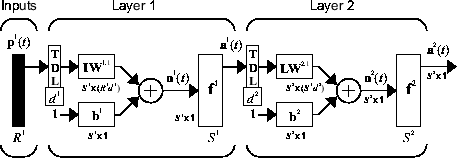 Inputs
Layer 1
Layer 2
p¹(t)
a¹(t)
a²(t)
T
D
L
IW¹,¹
n¹(t)
T
D
L
LW²,¹
n²(t)
S²x1
S¹x(R¹d¹)
f¹
S²x(S¹d²)
f²
d¹
S¹x1
d²
S²x1
1
b¹
S¹x1
1
b²
S¹x1
S²x1
R¹
S¹
S²